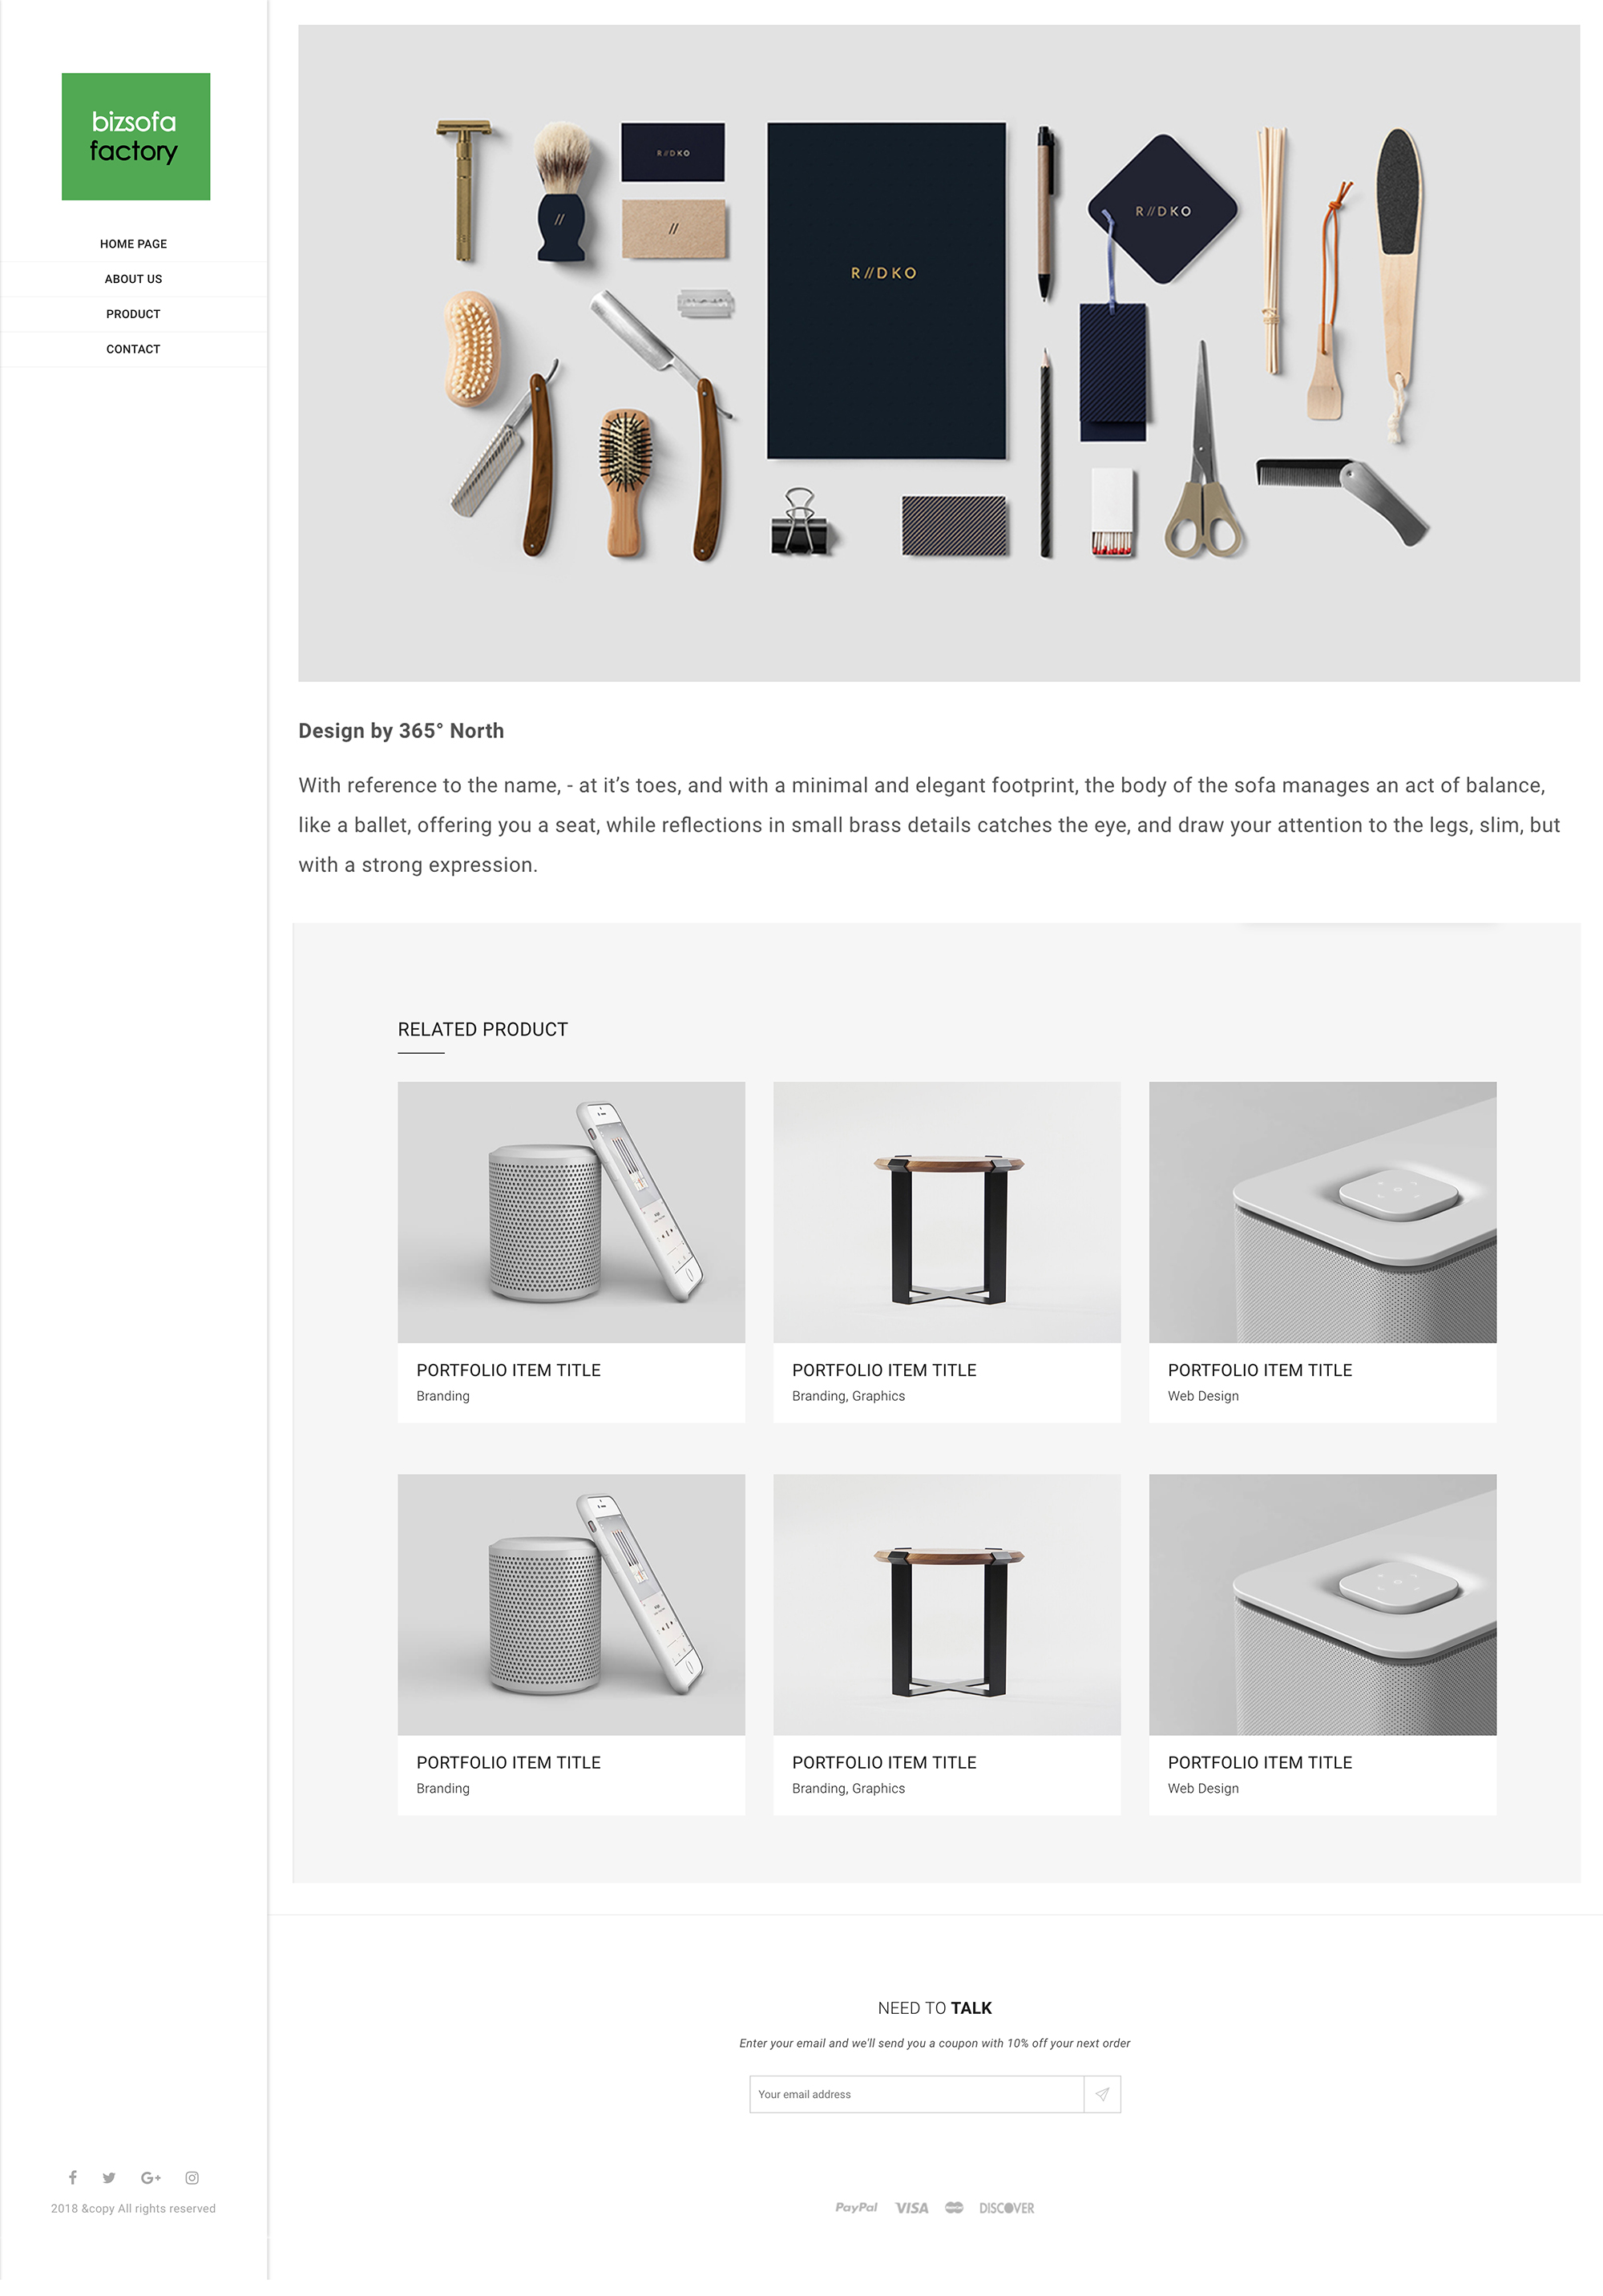 bizsofa
factory
HOME PAGE
ABOUT US
PRODUCT
CONTACT
R//DKO
//
//
R//DKO
R//DKO
Design by 365° North
With reference to the name, - at it’s toes, and with a minimal and elegant footprint, the body of the sofa manages an act of balance,
like a ballet, offering you a seat, while reflections in small brass details catches the eye, and draw your attention to the legs, slim, but
with a strong expression.
RELATED PRODUCT
PORTFOLIO ITEM TITLE
Branding
PORTFOLIO ITEM TITLE
Branding, Graphics
PORTFOLIO ITEM TITLE
Web Design
PORTFOLIO ITEM TITLE
Branding
PORTFOLIO ITEM TITLE
Branding, Graphics
PORTFOLIO ITEM TITLE
Web Design
NEED TO TALK
Enter your email and we'll send you a coupon with 10% off your next order
Your email address
G+
2018 &copy All rights reserved
PayPal VISA DISCOVER